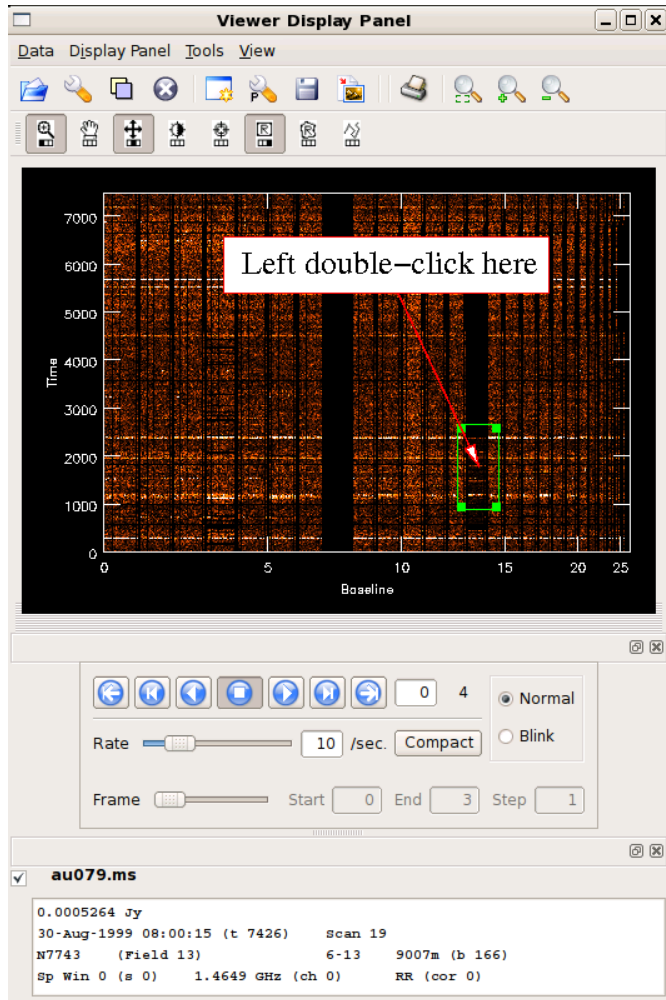 Viewer Display Panel
Data Display Panel Tools View
P
R R
7000
6000
Left double-click here
5000
4000
Time
3000
2000
1000
0
0 5 10 15 20 25
Baseline
0 4
Normal
Rate 10 /sec. Compact
Blink
Frame Start 0 End 3 Step 1
au079.ms
0.0005264 Jy
30-Aug-1999 08:00:15 (t 7426) Scan 19
N7743 (Field 13) 6-13 9007m (b 166)
Sp Win 0 (s 0) 1.4649 GHz (ch 0) RR (cor 0)